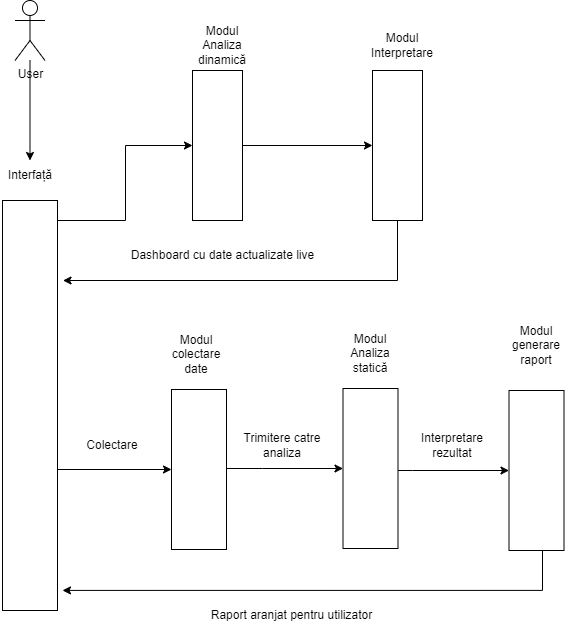 User
Interfață
Modul
Analiza
dinamică
Modul
Interpretare
Dashboard cu date actualizate live
Modul
colectare
date
Modul
Analiza
statică
Modul
generare
raport
Colectare
Trimitere catre
analiza
Interpretare
rezultat
Raport aranjat pentru utilizator